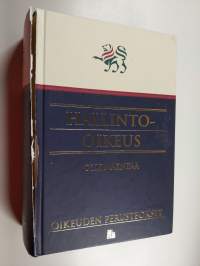 HALLINTO-
OIKEUS
OLLI MÄENPÄÄ
OIKEUDEN PERUSTEOKSET